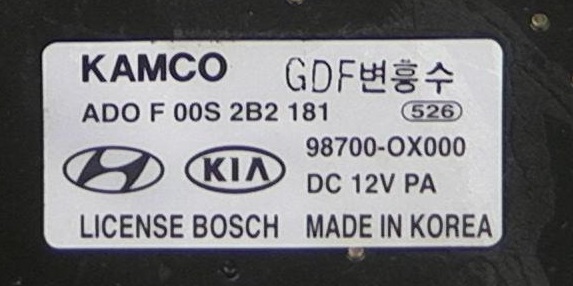 KAMCO GDF변흥수
ADO F 00S 2B2 181 526
KIA 98700-OX000
DC 12V PA
LICENSE BOSCH MADE IN KOREA